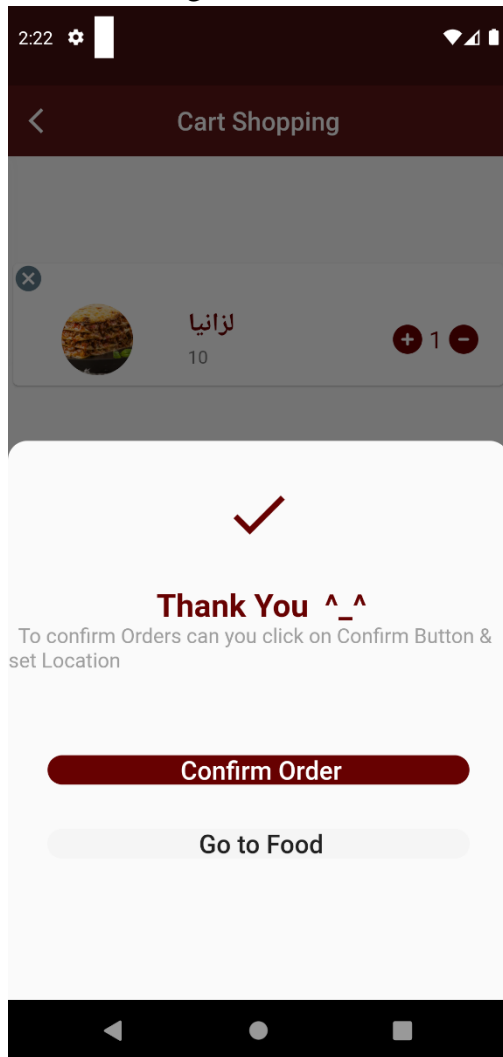 2:22
Cart Shopping
لزانيا
10
1
Thank You ^_^
To confirm Orders can you click on Confirm Button &
set Location
Confirm Order
Go to Food